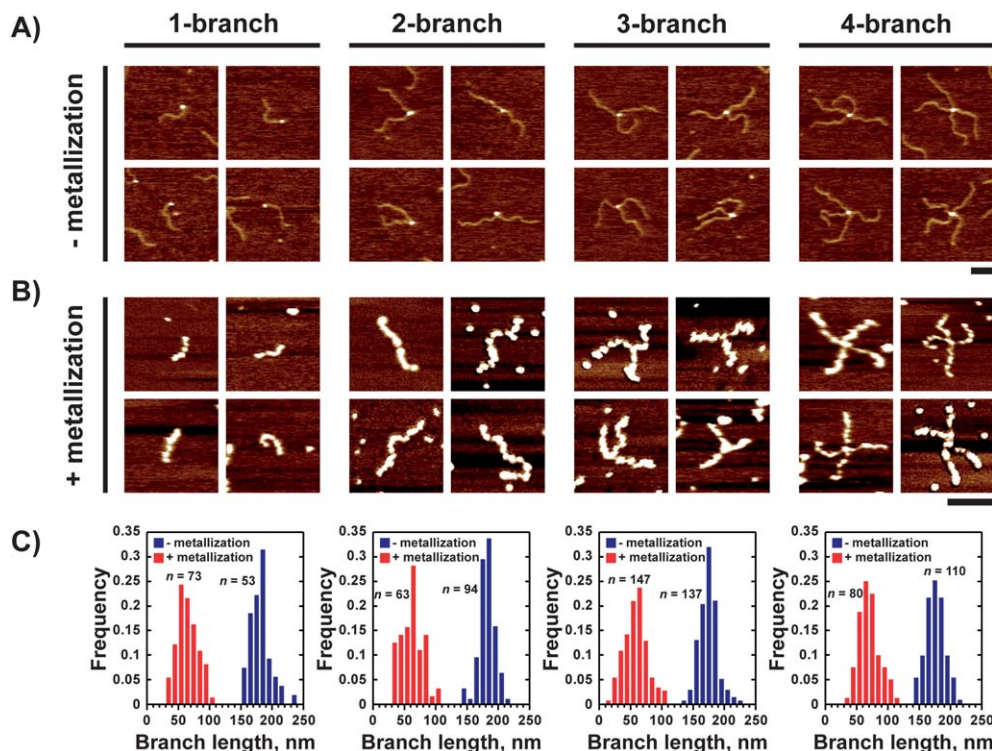 A)
1-branch 2-branch 3-branch 4-branch
- metallization
B)
+ metallization
C)
0.35
0.3
0.25
0.2
0.15
0.1
0.05
0
Frequency
- metallization
+ metallization
n = 73
n = 53
0 50 100 150 200 250
Branch length, nm
0.35
0.3
0.25
0.2
0.15
0.1
0.05
0
Frequency
- metallization
+ metallization
n = 63
n = 94
0 50 100 150 200 250
Branch length, nm
0.35
0.3
0.25
0.2
0.15
0.1
0.05
0
Frequency
- metallization
+ metallization
n = 147
n = 137
0 50 100 150 200 250
Branch length, nm
0.35
0.3
0.25
0.2
0.15
0.1
0.05
0
Frequency
- metallization
+ metallization
n = 80
n = 110
0 50 100 150 200 250
Branch length, nm